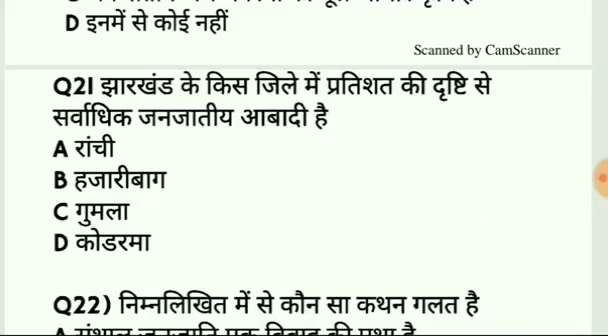 D इनमें से कोई नहीं
Scanned by CamScanner
Q21 झारखंड के किस जिले में प्रतिशत की दृष्टि से
सर्वाधिक जनजातीय आबादी है
A रांची
B हजारीबाग
C गुमला
D कोडरमा
Q22) निम्नलिखित में से कौन सा कथन गलत है